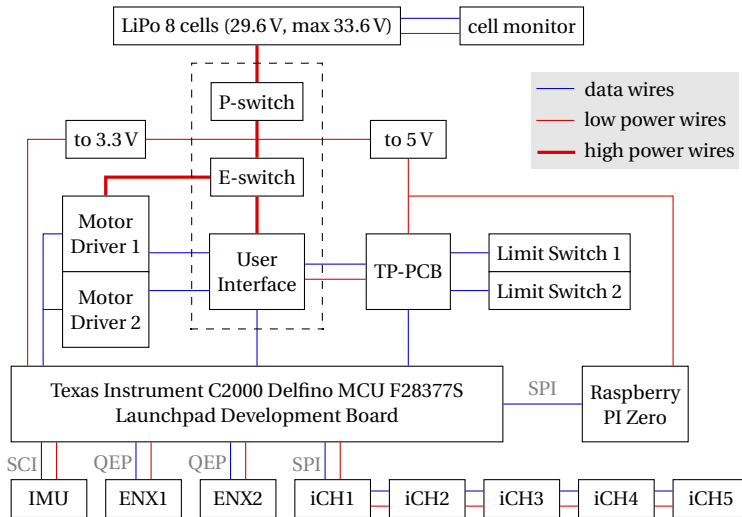 LiPo 8 cells (29.6 V, max 33.6 V)
cell monitor
P-switch
data wires
low power wires
high power wires
to 3.3 V
to 5 V
E-switch
Motor
Driver 1
User
Interface
TP-PCB
Limit Switch 1
Motor
Driver 2
Limit Switch 2
Texas Instrument C2000 Delfino MCU F28377S
Launchpad Development Board
SPI
Raspberry
PI Zero
SCI
QEP
QEP
SPI
IMU
ENX1
ENX2
iCH1
iCH2
iCH3
iCH4
iCH5